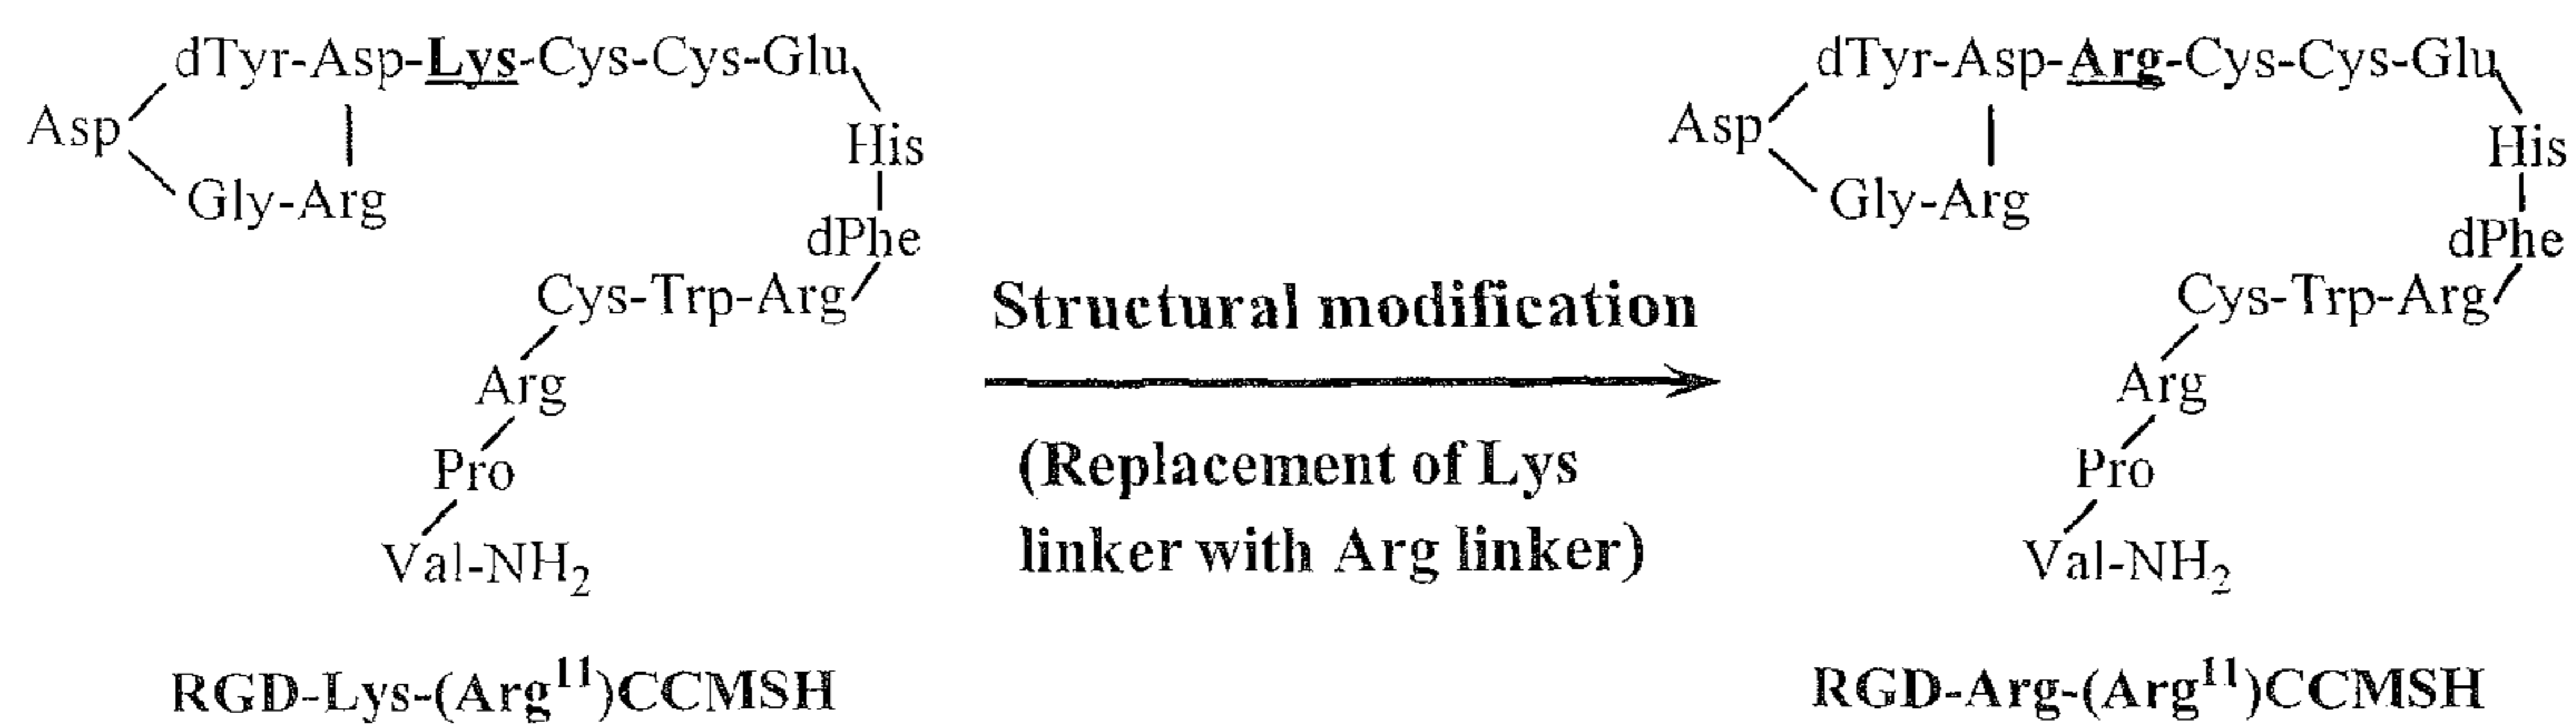 dTyr-Asp-Lys-Cys-Cys-Glu
Asp
His
Gly-Arg
dPhe
Cys-Trp-Arg
Arg
Pro
Val-NH₂
RGD-Lys-(Arg¹¹)CCMSH
Structural modification
(Replacement of Lys
linker with Arg linker)
dTyr-Asp-Arg-Cys-Cys-Glu
Asp
His
Gly-Arg
dPhe
Cys-Trp-Arg
Arg
Pro
Val-NH₂
RGD-Arg-(Arg¹¹)CCMSH